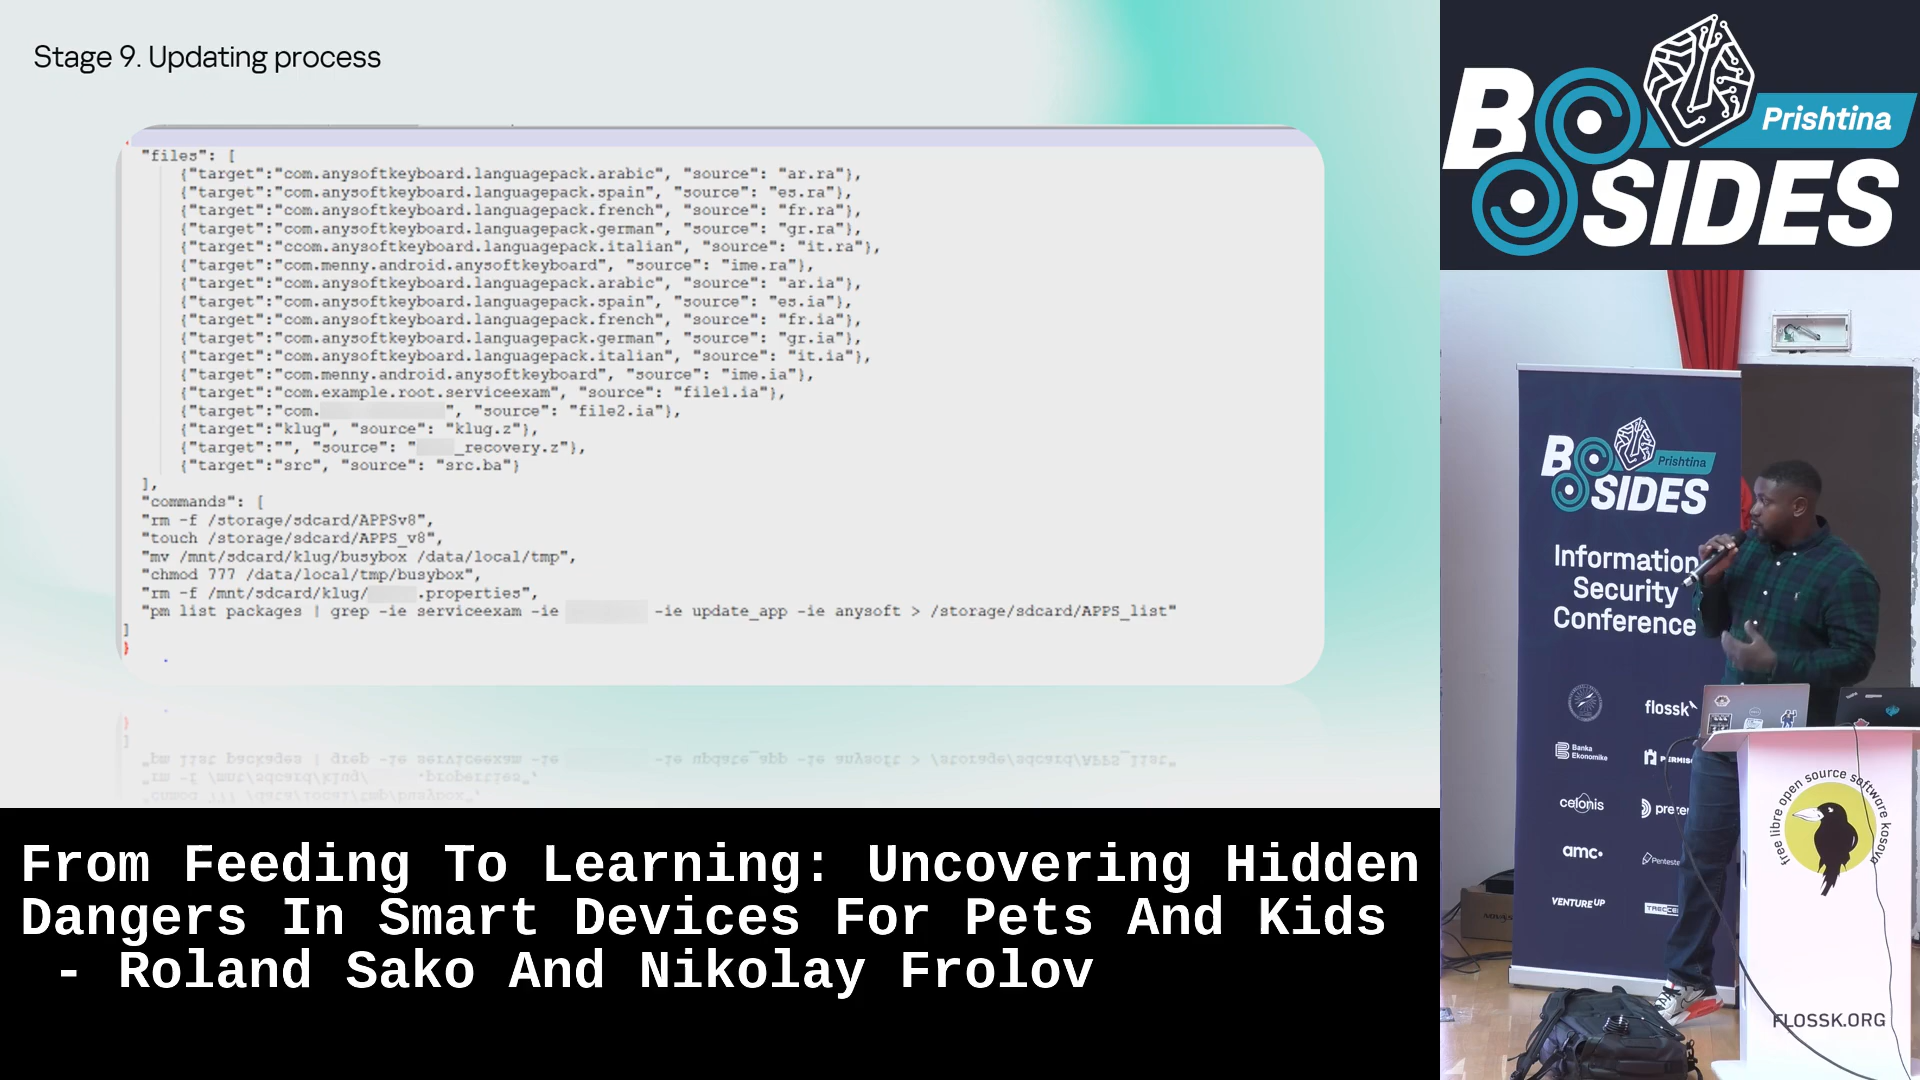 Stage 9. Updating process
"files": [
{"target":"com.anysoftkeyboard.languagepack.arabic", "source": "ar.ra"},
{"target":"com.anysoftkeyboard.languagepack.spain", "source": "es.ra"},
{"target":"com.anysoftkeyboard.languagepack.french", "source": "fr.ra"},
{"target":"com.anysoftkeyboard.languagepack.german", "source": "gr.ra"},
{"target":"ccom.anysoftkeyboard.languagepack.italian", "source": "it.ra"},
{"target":"com.menny.android.anysoftkeyboard", "source": "ime.ra"},
{"target":"com.anysoftkeyboard.languagepack.arabic", "source": "ar.ia"},
{"target":"com.anysoftkeyboard.languagepack.spain", "source": "es.ia"},
{"target":"com.anysoftkeyboard.languagepack.french", "source": "fr.ia"},
{"target":"com.anysoftkeyboard.languagepack.german", "source": "gr.ia"},
{"target":"com.anysoftkeyboard.languagepack.italian", "source": "it.ia"},
{"target":"com.menny.android.anysoftkeyboard", "source": "ime.ia"},
{"target":"com.example.root.serviceexam", "source": "file1.ia"},
{"target":"com. ", "source": "file2.ia"},
{"target":"klug", "source": "klug.z"},
{"target":"", "source": " _recovery.z"},
{"target":"src", "source": "src.ba"}
],
"commands": [
"rm -f /storage/sdcard/APPSv8",
"touch /storage/sdcard/APPS_v8",
"mv /mnt/sdcard/klug/busybox /data/local/tmp",
"chmod 777 /data/local/tmp/busybox",
"rm -f /mnt/sdcard/klug/ .properties",
"pm list packages | grep -ie serviceexam -ie -ie update_app -ie anysoft > /storage/sdcard/APPS_list"
]
}
From Feeding To Learning: Uncovering Hidden
Dangers In Smart Devices For Pets And Kids
- Roland Sako And Nikolay Frolov
BSIDES
Prishtina
BSIDES
Prishtina
Information
Security
Conference
flossk
Banka
Ekonomike
celonis
amc
VENTURE UP
free libre open source software kosova
FLOSSK.ORG